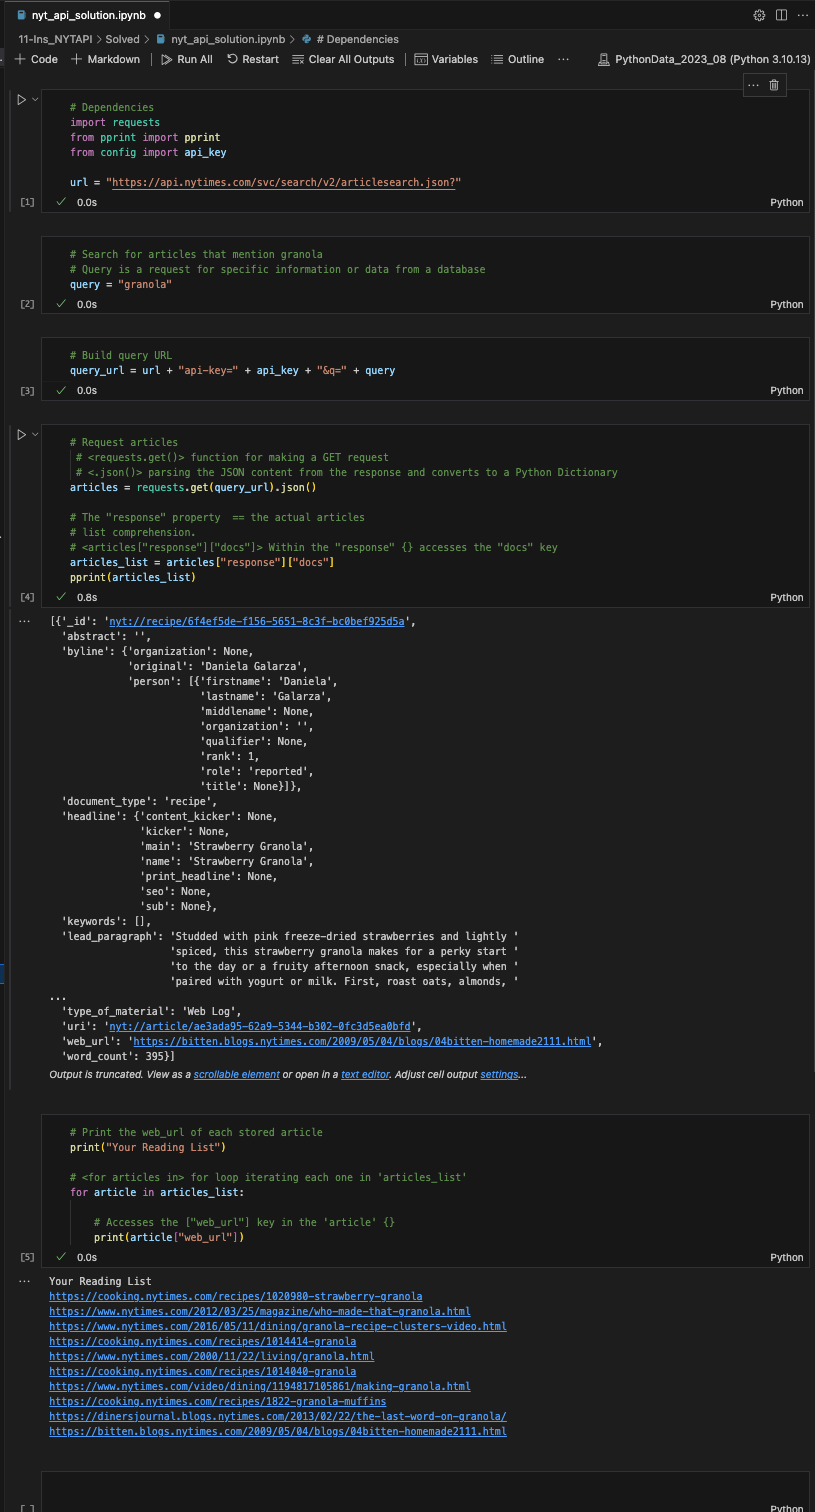 nyt_api_solution.ipynb
11-Ins_NYTAPI > Solved > nyt_api_solution.ipynb > # Dependencies
+ Code + Markdown | Run All Restart Clear All Outputs | Variables Outline ... PythonData_2023_08 (Python 3.10.13)
# Dependencies
import requests
from pprint import pprint
from config import api_key
url = "https://api.nytimes.com/svc/search/v2/articlesearch.json?"
[1] ✓ 0.0s Python
# Search for articles that mention granola
# Query is a request for specific information or data from a database
query = "granola"
[2] ✓ 0.0s Python
# Build query URL
query_url = url + "api-key=" + api_key + "&q=" + query
[3] ✓ 0.0s Python
# Request articles
# <requests.get()> function for making a GET request
# <.json()> parsing the JSON content from the response and converts to a Python Dictionary
articles = requests.get(query_url).json()
# The "response" property  == the actual articles
# list comprehension.
# <articles["response"]["docs"]> Within the "response" {} accesses the "docs" key
articles_list = articles["response"]["docs"]
pprint(articles_list)
[4] ✓ 0.8s Python
... [{'_id': 'nyt://recipe/6f4ef5de-f156-5651-8c3f-bc0bef925d5a',
'abstract': '',
'byline': {'organization': None,
'original': 'Daniela Galarza',
'person': [{'firstname': 'Daniela',
'lastname': 'Galarza',
'middlename': None,
'organization': '',
'qualifier': None,
'rank': 1,
'role': 'reported',
'title': None}]},
'document_type': 'recipe',
'headline': {'content_kicker': None,
'kicker': None,
'main': 'Strawberry Granola',
'name': 'Strawberry Granola',
'print_headline': None,
'seo': None,
'sub': None},
'keywords': [],
'lead_paragraph': 'Studded with pink freeze-dried strawberries and lightly '
'spiced, this strawberry granola makes for a perky start '
'to the day or a fruity afternoon snack, especially when '
'paired with yogurt or milk. First, roast oats, almonds, '
...
'type_of_material': 'Web Log',
'uri': 'nyt://article/ae3ada95-62a9-5344-b302-0fc3d5ea0bfd',
'web_url': 'https://bitten.blogs.nytimes.com/2009/05/04/blogs/04bitten-homemade2111.html',
'word_count': 395}]
Output is truncated. View as a scrollable element or open in a text editor. Adjust cell output settings...
# Print the web_url of each stored article
print("Your Reading List")
# <for articles in> for loop iterating each one in 'articles_list'
for article in articles_list:
# Accesses the ["web_url"] key in the 'article' {}
print(article["web_url"])
[5] ✓ 0.0s Python
... Your Reading List
https://cooking.nytimes.com/recipes/1020980-strawberry-granola
https://www.nytimes.com/2012/03/25/magazine/who-made-that-granola.html
https://www.nytimes.com/2016/05/11/dining/granola-recipe-clusters-video.html
https://cooking.nytimes.com/recipes/1014414-granola
https://www.nytimes.com/2000/11/22/living/granola.html
https://cooking.nytimes.com/recipes/1014040-granola
https://www.nytimes.com/video/dining/1194817105861/making-granola.html
https://cooking.nytimes.com/recipes/1822-granola-muffins
https://dinersjournal.blogs.nytimes.com/2013/02/22/the-last-word-on-granola/
https://bitten.blogs.nytimes.com/2009/05/04/blogs/04bitten-homemade2111.html
[ ] Python